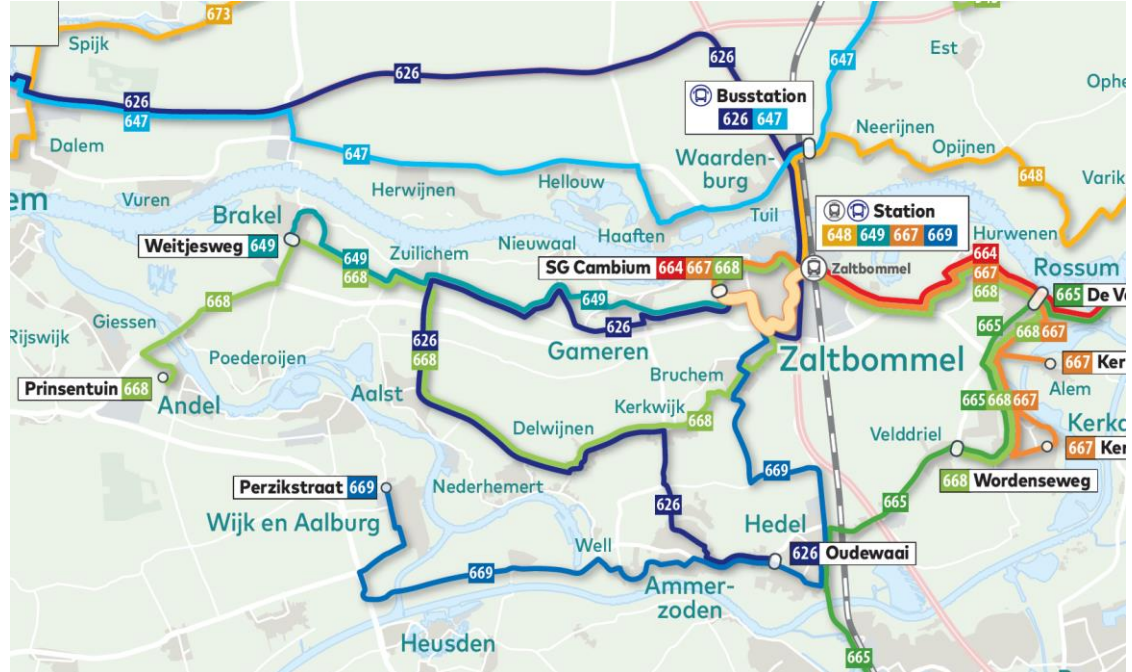 673
Spijk
626
626
647
Est
Busstation
626 647
626
647
Neerijnen
Ophe
Dalem
647
Waarden-
burg
Opijnen
648
Varik
Herwijnen
Hellouw
em
Vuren
Tuil
Station
648 649 667 669
Brakel
Haaften
Hurwenen
Weitjesweg 649
Zuilichem
Nieuwaal
664
649
668
SG Cambium 664 667 668
Zaltbommel
667
668
Rossum
665 De V
668
649
Giessen
626
665
668 667
Rijswijk
Gameren
Zaltbommel
626
668
Poederoijen
Bruchem
667 Ker
Alem
Prinsentuin 668
Aalst
Andel
Kerkwijk
668
665 668 667
Delwijnen
Velddriel
Kerkd
667 Ker
669
Perzikstraat 669
Nederhemert
668 Wordenseweg
Wijk en Aalburg
626
665
Hedel
Well
626 Oudewaai
669
Ammer-
zoden
Heusden
665